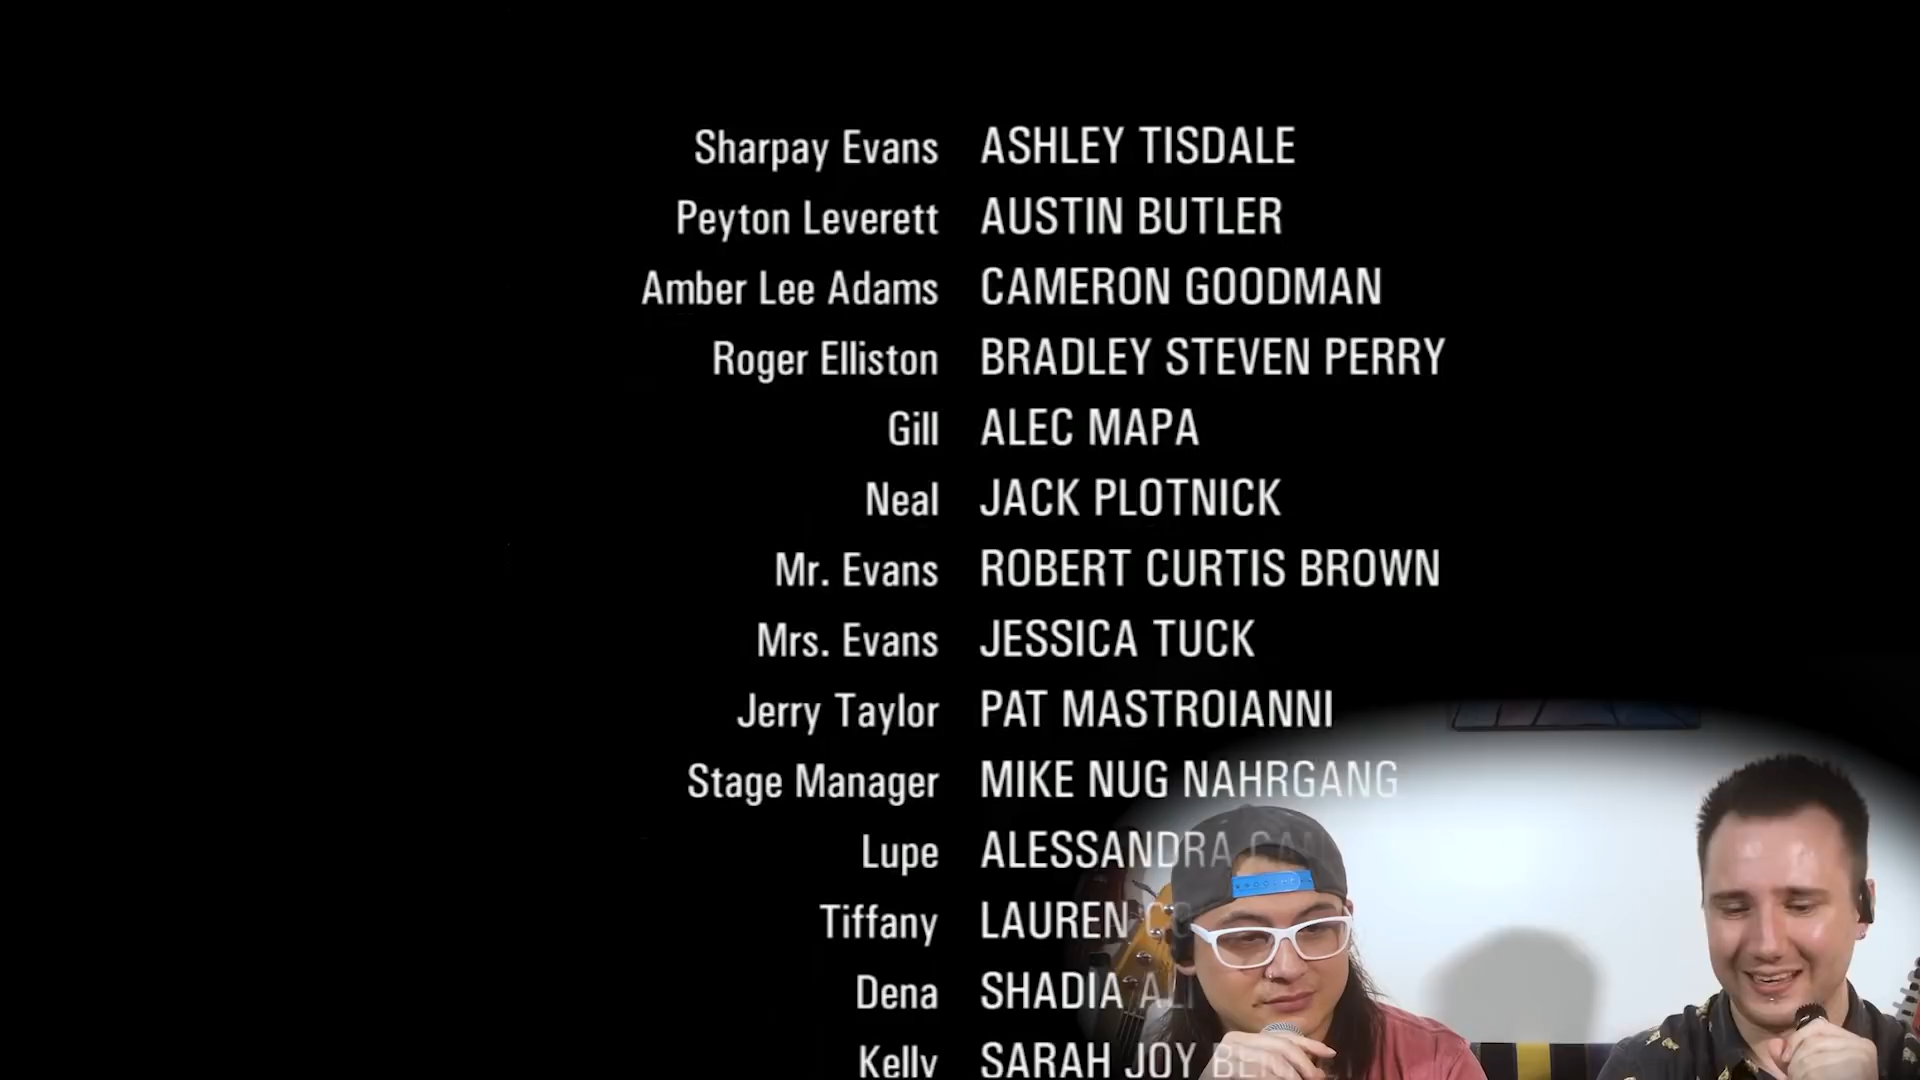 Sharpay Evans ASHLEY TISDALE
Peyton Leverett AUSTIN BUTLER
Amber Lee Adams CAMERON GOODMAN
Roger Elliston BRADLEY STEVEN PERRY
Gill ALEC MAPA
Neal JACK PLOTNICK
Mr. Evans ROBERT CURTIS BROWN
Mrs. Evans JESSICA TUCK
Jerry Taylor PAT MASTROIANNI
Stage Manager MIKE NUG NAHRGANG
Lupe ALESSANDRA
Tiffany LAUREN
Dena SHADIA
Kelly SARAH JOY